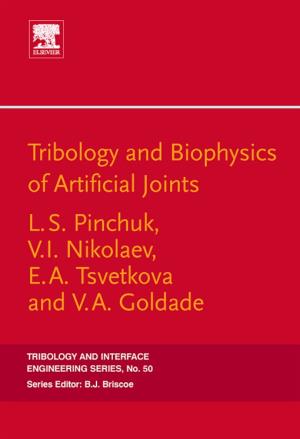 ELSEVIER
Tribology and Biophysics
of Artificial Joints
L.S. Pinchuk,
V.I. Nikolaev,
E.A. Tsvetkova
and V.A. Goldade
TRIBOLOGY AND INTERFACE
ENGINEERING SERIES, No. 50
Series Editor: B.J. Briscoe